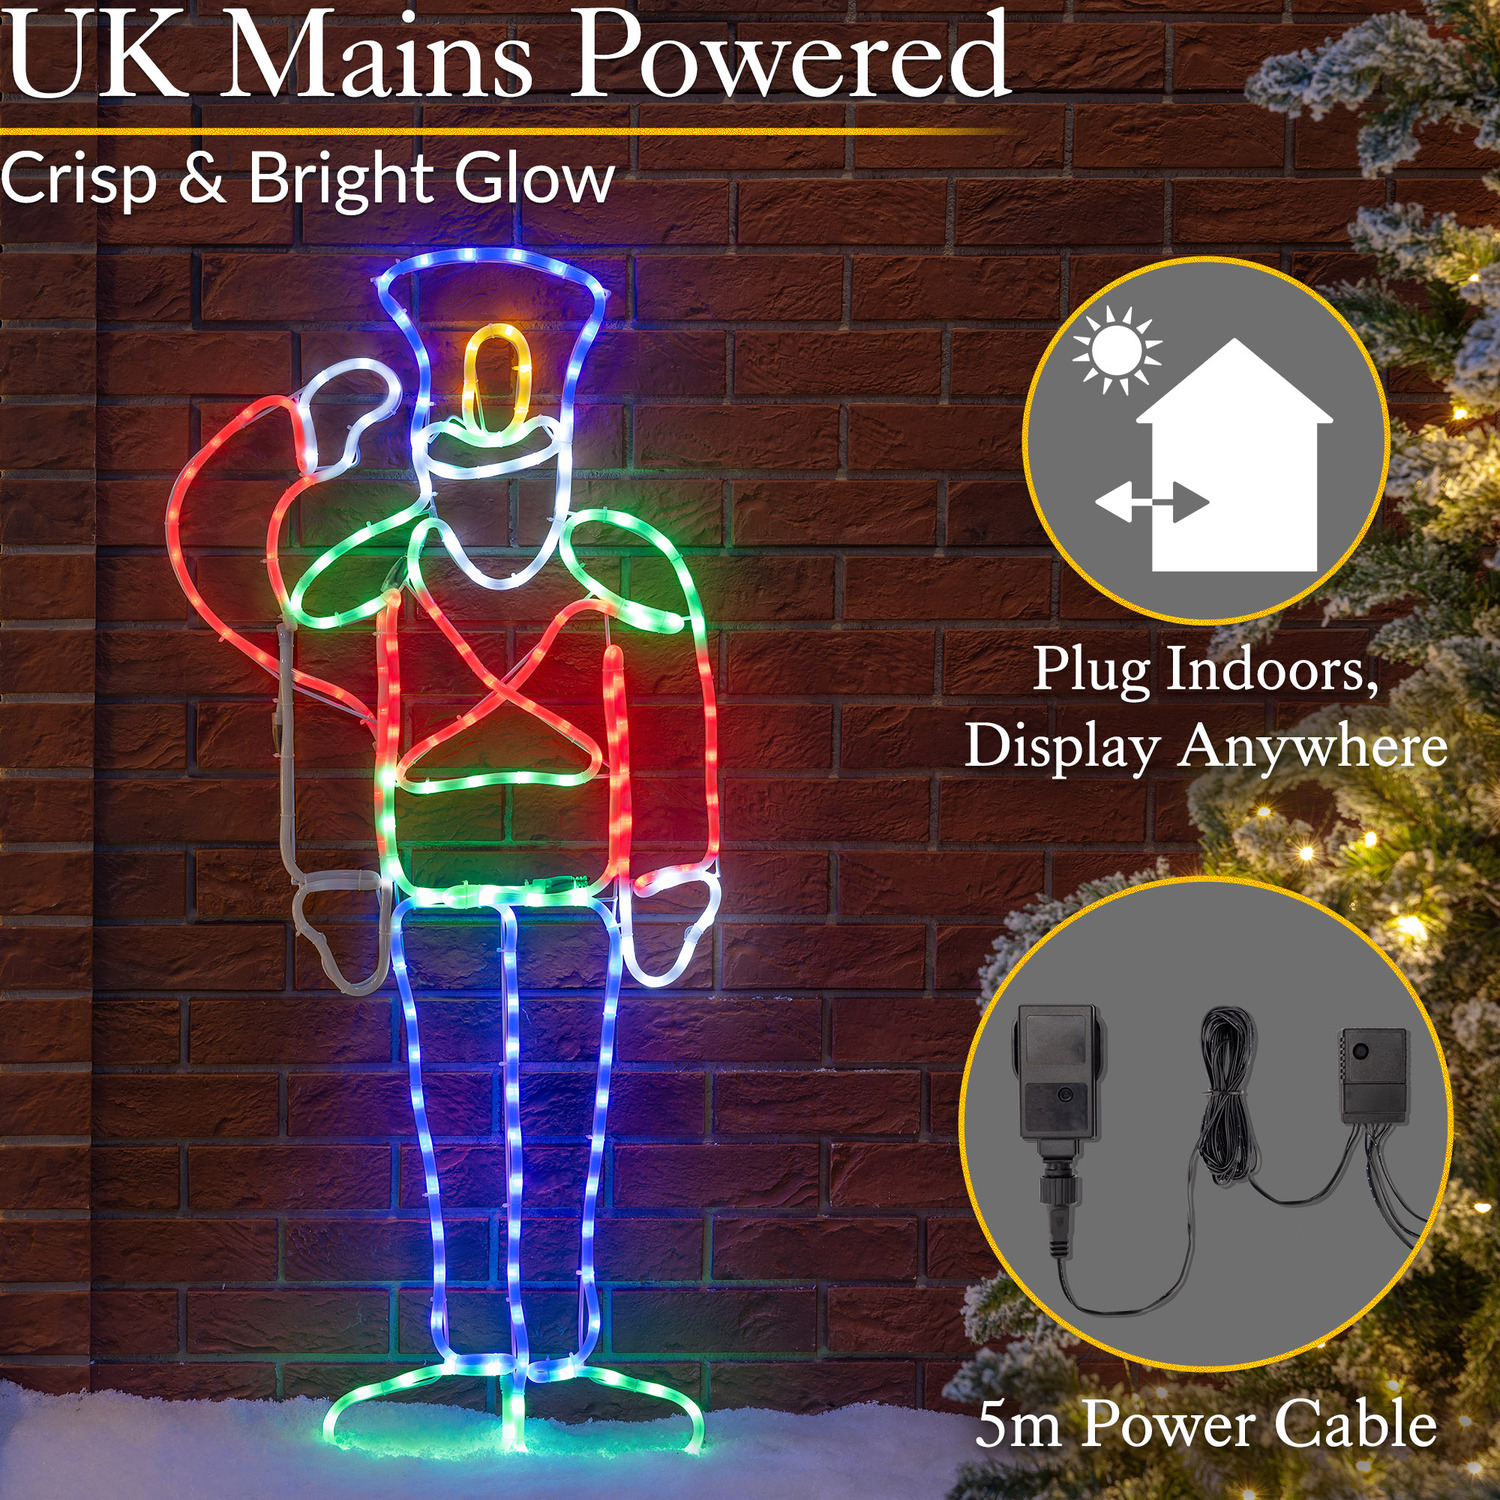 UK Mains Powered
Crisp & Bright Glow
Plug Indoors,
Display Anywhere
5m Power Cable